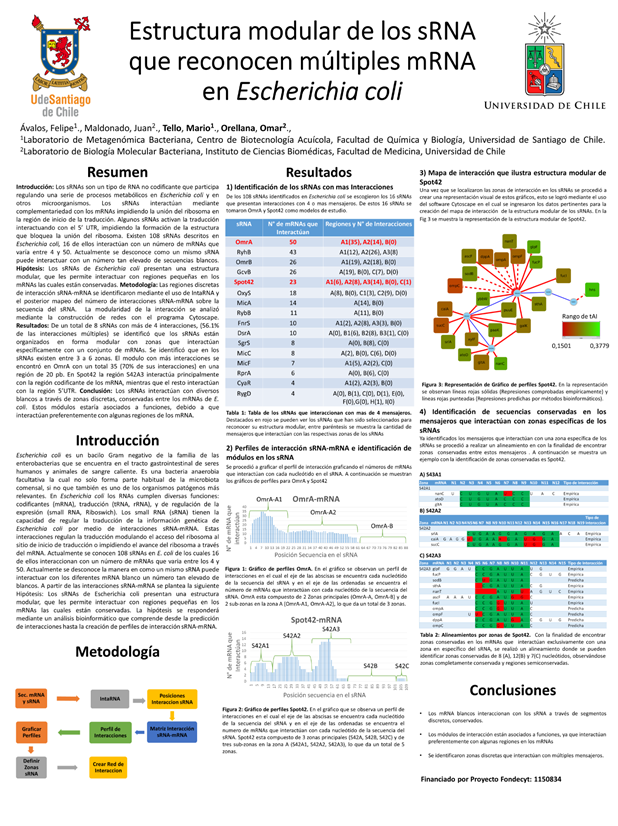 Estructura modular de los sRNA
que reconocen múltiples mRNA
en Escherichia coli
UdeSantiago
de Chile
UNIVERSIDAD DE CHILE
Ávalos, Felipe1., Maldonado, Juan2., Tello, Mario1., Orellana, Omar2.,
1Laboratorio de Metagenómica Bacteriana, Centro de Biotecnología Acuícola, Facultad de Química y Biología, Universidad de Santiago de Chile.
2Laboratorio de Biología Molecular Bacteriana, Instituto de Ciencias Biomédicas, Facultad de Medicina, Universidad de Chile
Resumen
Introducción: Los sRNAs son un tipo de RNA no codificante que participa
regulando una serie de procesos metabólicos en Escherichia coli y en
otros microorganismos. Los sRNAs interactúan mediante
complementariedad con los mRNAs impidiendo la unión del ribosoma en
la región de inicio de la traducción. Algunos sRNAs activan la traducción
interactuando con el 5' UTR, impidiendo la formación de la estructura
que bloquea la unión del ribosoma. Existen 108 sRNAs descritos en
Escherichia coli, 16 de ellos interactúan con un número de mRNAs que
varía entre 4 y 50. Actualmente se desconoce como un mismo sRNA
puede interactuar con un número tan elevado de secuencias blancos.
Hipótesis: Los sRNAs de Escherichia coli presentan una estructura
modular, que les permite interactuar con regiones pequeñas en los
mRNAs las cuales están conservadas. Metodología: Las regiones discretas
de interacción sRNA-mRNA se identificaron mediante el uso de IntaRNA y
el posterior mapeo del número de interacciones sRNA-mRNA sobre la
secuencia del sRNA. La modularidad de la interacción se analizó
mediante la construcción de redes con el programa Cytoscape.
Resultados: De un total de 8 sRNAs con más de 4 interacciones, (56.1%
de las interacciones múltiples) se identificó que los sRNAs están
organizados en forma modular con zonas que interactúan
específicamente con un conjunto de mRNAs. Se identificó que en los
sRNAs existen entre 3 a 6 zonas. El modulo con más interacciones se
encontró en OmrA con un total 35 (70% de sus interacciones) en una
región de 20 pb. En Spot42 la región S42A3 interactúa principalmente
con la región codificante de los mRNA, mientras que el resto interactúan
con la región 5'UTR. Conclusión: Los sRNAs interactúan con diversos
blancos a través de zonas discretas, conservadas entre los mRNAs de E.
coli. Estos módulos estaría asociados a funciones, debido a que
interactúan preferentemente con algunas regiones de los mRNA.
Introducción
Escherichia coli es un bacilo Gram negativo de la familia de las
enterobacterias que se encuentra en el tracto gastrointestinal de seres
humanos y animales de sangre caliente. Es una bacteria anaerobia
facultativa la cual no solo forma parte habitual de la microbiota
comensal, si no que también es uno de los organismos patógenos más
relevantes. En Escherichia coli los RNAs cumplen diversas funciones:
codificantes (mRNA), traducción (tRNA, rRNA), y de regulación de la
expresión (small RNA, Riboswitch). Los small RNA (sRNA) tienen la
capacidad de regular la traducción de la información genética de
Escherichia coli por medio de interacciones sRNA-mRNA. Estas
interacciones regulan la traducción modulando el acceso del ribosoma al
sitio de inicio de traducción o impidiendo el avance del ribosoma a través
del mRNA. Actualmente se conocen 108 sRNAs en E. coli de los cuales 16
de ellos interaccionan con un número de mRNAs que varía entre los 4 y
50. Actualmente se desconoce la manera en como un mismo sRNA puede
interactuar con los diferentes mRNA blanco un número tan elevado de
blancos. A partir de las interacciones sRNA-mRNA se plantea la siguiente
Hipótesis: Los sRNAs de Escherichia coli presentan una estructura
modular, que les permite interactuar con regiones pequeñas en los
mRNAs las cuales están conservadas. La hipótesis se responderá
mediante un análisis bioinformático que comprende desde la predicción
de interacciones hasta la creación de perfiles de interacción sRNA-mRNA.
Metodología
Sec. mRNA
y sRNA
IntaRNA
Posiciones
Interaccion sRNA
Graficar
Perfiles
Perfil de
Interacciones
Matriz interacción
sRNA-mRNA
Definir
Zonas
sRNA
Crear Red de
Interaccion
Resultados
1) Identificación de los sRNAs con mas Interacciones
De los 108 sRNAs identificados en Escherichia coli se escogieron los 16 sRNAs
que presentan interacciones con 4 o mas mensajeros. De estos 16 sRNAs se
tomaron OmrA y Spot42 como modelos de estudio.
sRNA N° de mRNAs que Interactúan Regiones y N° de Interacciones
OmrA 50 A1(35), A2(14), B(0)
RyhB 43 A1(12), A2(26), A3(8)
OmrB 26 A1(19), A2(18), B(0)
GcvB 26 A(19), B(0), C(7), D(0)
Spot42 23 A1(6), A2(8), A3(14), B(0), C(1)
OxyS 18 A(8), B(0), C1(3), C2(9), D(0)
MicA 14 A(14), B(0)
RybB 11 A(11), B(0)
FnrS 10 A1(2), A2(8), A3(3), B(0)
DsrA 10 A(0), B1(6), B2(8), B3(1), C(0)
SgrS 8 A(0), B(8), C(0)
MicC 8 A(2), B(0), C(6), D(0)
MicF 7 A1(5), A2(2), C(0)
RprA 6 A(0), B(6), C(0)
CyaR 4 A1(2), A2(3), B(0)
RygD 4 A(0), B(1), C(0), D(1), E(0),
F(0),G(0), H(1), I(0)
Tabla 1: Tabla de los sRNAs que interaccionan con mas de 4 mensajeros.
Destacados en rojo se pueden ver los sRNAs que han sido seleccionados para
reconocer su estructura modular, entre paréntesis se muestra la cantidad de
mensajeros que interactúan con las respectivas zonas de los sRNAs
2) Perfiles de interacción sRNA-mRNA e identificación de
módulos en los sRNA
Se procedió a graficar el perfil de interacción graficando el números de mRNAs
que interactúan con cada nucleótido en el sRNA. A continuación se muestran
los gráficos de perfiles para OmrA y Spot42
OmrA-mRNA
OmrA-A1
OmrA-A2
OmrA-B
N° de mRNA que
interactúan
Posición Secuencia en el sRNA
Figura 1: Gráfico de perfiles OmrA. En el gráfico se observan un perfil de
interacciones en el cual el eje de las abscisas se encuentra cada nucleótido
de la secuencia del sRNA y en el eje de las ordenadas se encuentra el
numero de mRNAs que interactúan con cada nucleótido de la secuencia del
sRNA. OmrA esta compuesto de 2 Zonas principales (OmrA-A, OmrA-B) y de
2 sub-zonas en la zona A (OmrA-A1, OmrA-A2), lo que da un total de 3 zonas.
Spot42-mRNA
S42A1
S42A2
S42A3
S42B
S42C
N° de mRNA que
interactúan
Posición secuencia en el sRNA
Figura 2: Gráfico de perfiles Spot42. En el gráfico que se observa un perfil de
interacciones en el cual el eje de las abscisas se encuentra cada nucleótido
de la secuencia del sRNA y en el eje de las ordenadas se encuentra el
numero de mRNAs que interactúan con cada nucleótido de la secuencia del
sRNA. Spot42 esta compuesto de 3 zonas principales (S42A, S42B, S42C) y de
tres sub-zonas en la zona A (S42A1, S42A2, S42A3), lo que da un total de 5
zonas.
3) Mapa de interacción que ilustra estructura modular de
Spot42
Una vez que se localizaron las zonas de interacción en los sRNAs se procedió a
crear una representación visual de estos gráficos, esto se logró mediante el uso
del software Cytoscape en el cual se ingresaron los datos pertinentes para la
creación del mapa de interacción de la estructura modular de los sRNAs. En la
Fig 3 se muestra la estructura modular de Spot42.
Rango de tAI
0,1501 0,3779
Figura 3: Representación de Gráfico de perfiles Spot42. En la representación
se observan líneas rojas sólidas (Represiones comprobadas empíricamente) y
líneas rojas punteadas (Represiones predichas por métodos bioinformáticos).
4) Identificación de secuencias conservadas en los
mensajeros que interactúan con zonas específicas de los
sRNAs
Ya identificados los mensajeros que interactúan con una zona específica de los
sRNAs se procedió a realizar un alineamiento en con la finalidad de encontrar
zonas conservadas entre estos mensajeros . A continuación se muestra un
ejemplo con la identificación de zonas conservadas es Spot42.
A) S43A1
B) S42A2
C) S42A3
Tabla 2: Alineamientos por zonas de Spot42. Con la finalidad de encontrar
zonas conservadas en los mRNAs que interactúan exclusivamente con una
zona en específico del sRNA, se realizo un alineamiento donde se pueden
identificar zonas conservadas de 8 (A), 12(B) y 7(C) nucleótidos, observándose
zonas completamente conservada y regiones semiconservadas.
Conclusiones
• Los mRNA blancos interaccionan con los sRNA a través de segmentos
discretos, conservados.
• Los módulos de interacción están asociados a funciones, ya que interactúan
preferentemente con algunas regiones en los mRNAs
• Se identificaron zonas discretas que interactúan con múltiples mensajeros.
Financiado por Proyecto Fondecyt: 1150834